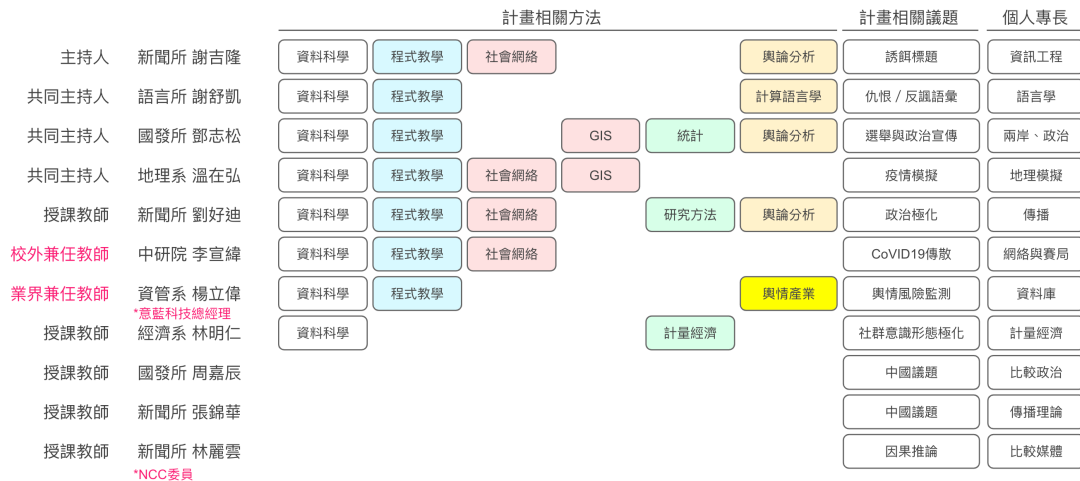 計畫相關方法 計畫相關議題 個人專長
主持人 新聞所 謝吉隆 資料科學 程式教學 社會網絡 輿論分析 誘餌標題 資訊工程
共同主持人 語言所 謝舒凱 資料科學 程式教學 計算語言學 仇恨 / 反諷語彙 語言學
共同主持人 國發所 鄧志松 資料科學 程式教學 GIS 統計 輿論分析 選舉與政治宣傳 兩岸、政治
共同主持人 地理系 溫在弘 資料科學 程式教學 社會網絡 GIS 疫情模擬 地理模擬
授課教師 新聞所 劉好迪 資料科學 程式教學 社會網絡 研究方法 輿論分析 政治極化 傳播
校外兼任教師 中研院 李宣緯 資料科學 程式教學 社會網絡 CoVID19傳散 網絡與賽局
業界兼任教師 資管系 楊立偉 資料科學 程式教學 輿情產業 輿情風險監測 資料庫
*意藍科技總經理
授課教師 經濟系 林明仁 資料科學 計量經濟 社群意識形態極化 計量經濟
授課教師 國發所 周嘉辰 中國議題 比較政治
授課教師 新聞所 張錦華 中國議題 傳播理論
授課教師 新聞所 林麗雲 因果推論 比較媒體
*NCC委員